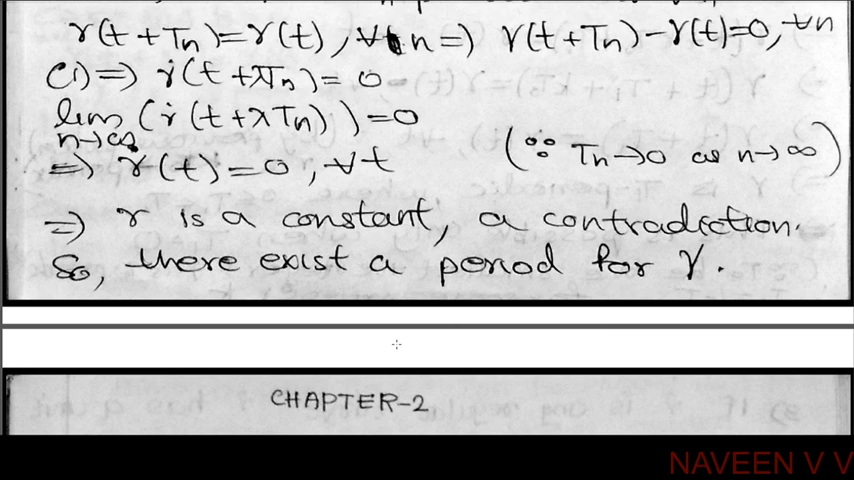 γ(t + Tn) = γ(t), ∀ n => γ(t + Tn) - γ(t) = 0, ∀n
(1) => γ̇(t + λTn) = 0
lim n→∞ (γ̇(t + λTn)) = 0
=> γ̇(t) = 0, ∀t (∵ Tn → 0 as n → ∞)
=> γ is a constant, a contradiction.
So, there exist a period for γ.
CHAPTER-2
NAVEEN V V